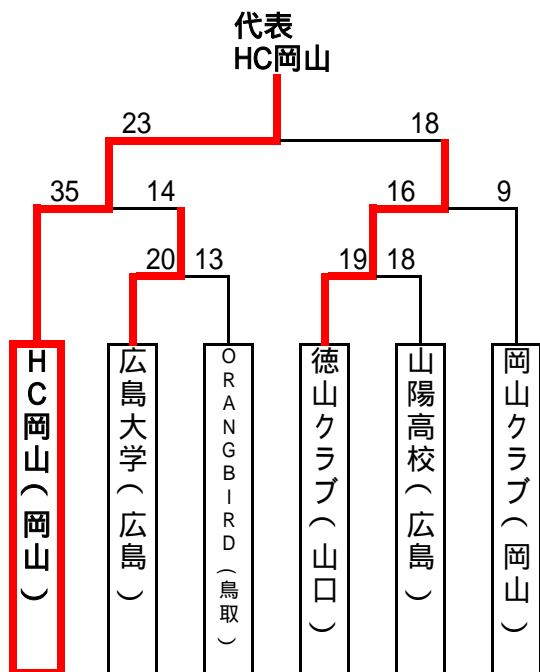 代表
HC岡山
23
18
35
14
16
9
20
13
19
18
HC岡山(岡山)
広島大学(広島)
ORANGBIRD(鳥取)
徳山クラブ(山口)
山陽高校(広島)
岡山クラブ(岡山)